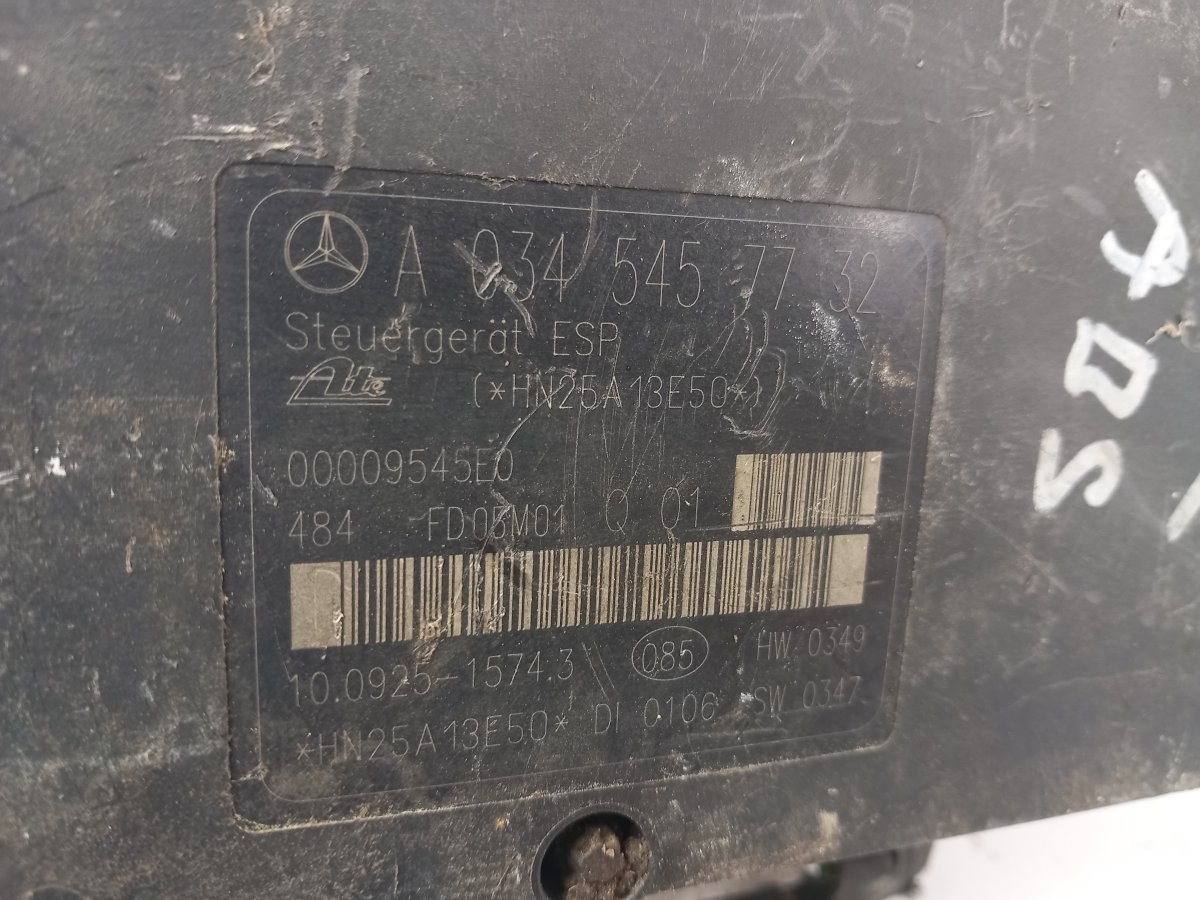 A 034 545 77 32
Steuergerät ESP
Ate (*HN25A13E50*)
00009545E0
484 FD05M01 Q 01
10.0925-1574.3 085 HW 0349
*HN25A13E50* DI 0106 SW 0347